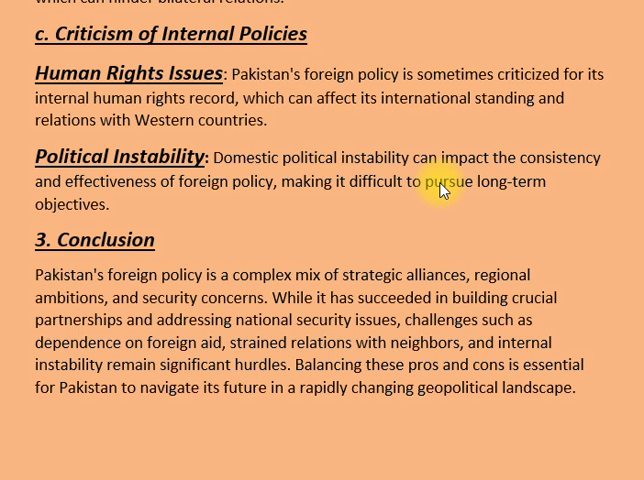 which can hinder bilateral relations.
c. Criticism of Internal Policies
Human Rights Issues: Pakistan's foreign policy is sometimes criticized for its
internal human rights record, which can affect its international standing and
relations with Western countries.
Political Instability: Domestic political instability can impact the consistency
and effectiveness of foreign policy, making it difficult to pursue long-term
objectives.
3. Conclusion
Pakistan's foreign policy is a complex mix of strategic alliances, regional
ambitions, and security concerns. While it has succeeded in building crucial
partnerships and addressing national security issues, challenges such as
dependence on foreign aid, strained relations with neighbors, and internal
instability remain significant hurdles. Balancing these pros and cons is essential
for Pakistan to navigate its future in a rapidly changing geopolitical landscape.